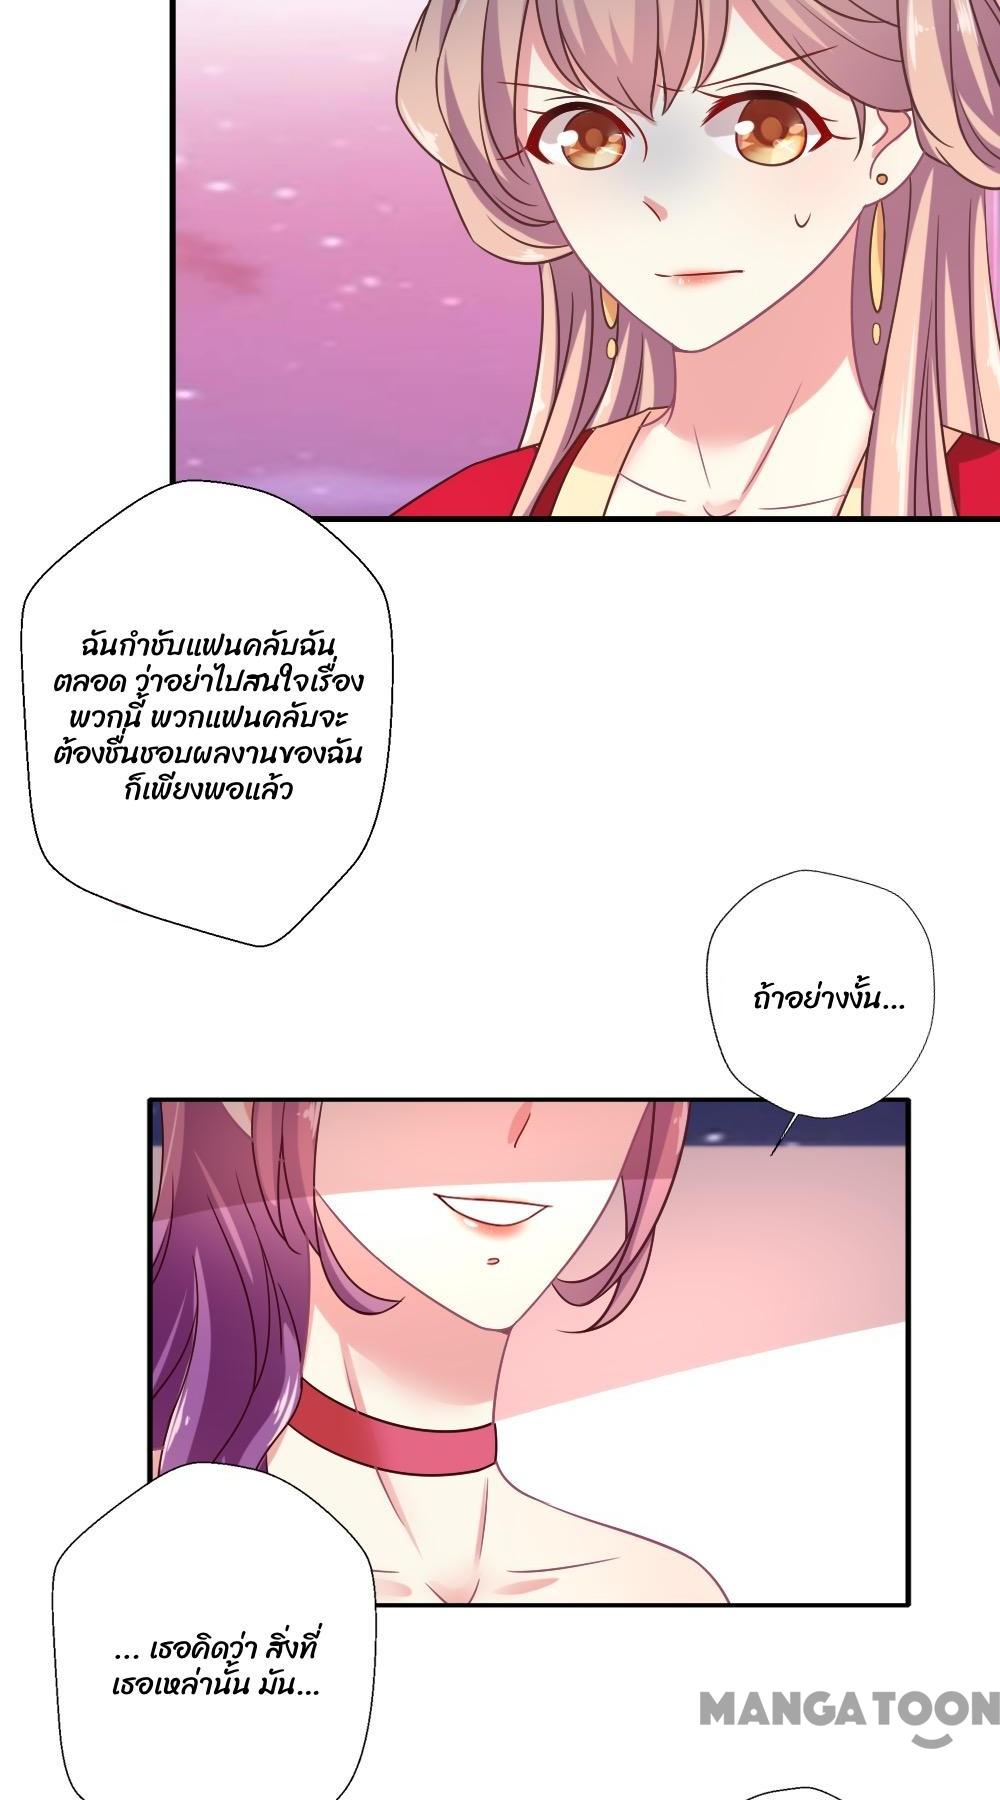 ฉันกำชับแฟนคลับฉัน
ตลอด ว่าอย่าไปสนใจเรื่อง
พวกนี้ พวกแฟนคลับจะ
ต้องชื่นชอบผลงานของฉัน
ก็เพียงพอแล้ว
ถ้าอย่างงั้น...
... เธอคิดว่า สิ่งที่
เธอเหล่านั้น มัน...
MANGATOON